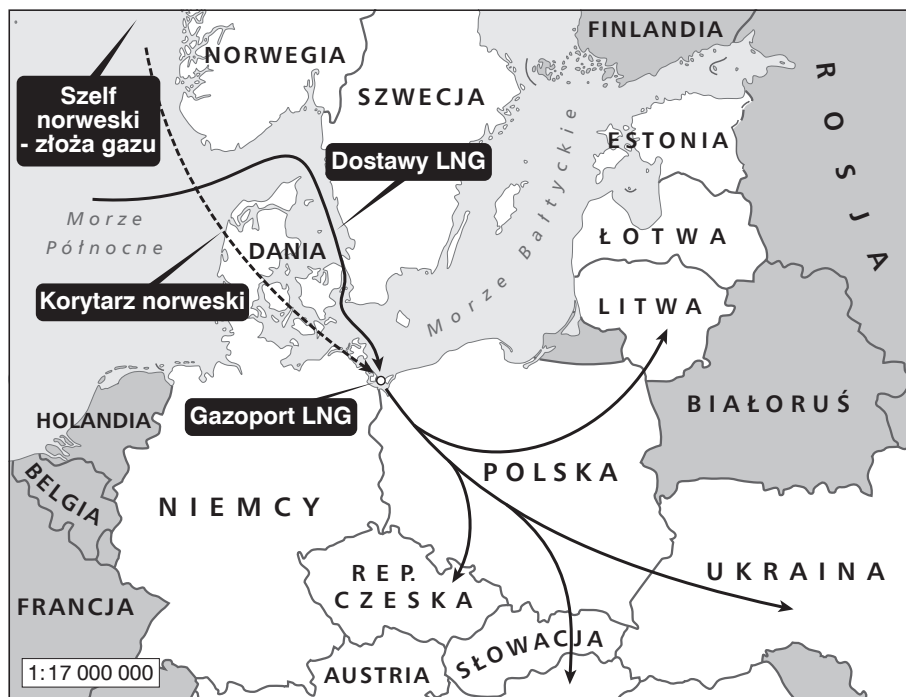 FINLANDIA
NORWEGIA
ROSJA
Szelf
norweski
- złoża gazu
SZWECJA
ESTONIA
Dostawy LNG
Morze
Północne
DANIA
Morze Bałtyckie
ŁOTWA
Korytarz norweski
LITWA
HOLANDIA
Gazoport LNG
BIAŁORUŚ
BELGIA
POLSKA
NIEMCY
REP.
CZESKA
UKRAINA
FRANCJA
SŁOWACJA
AUSTRIA
1:17 000 000